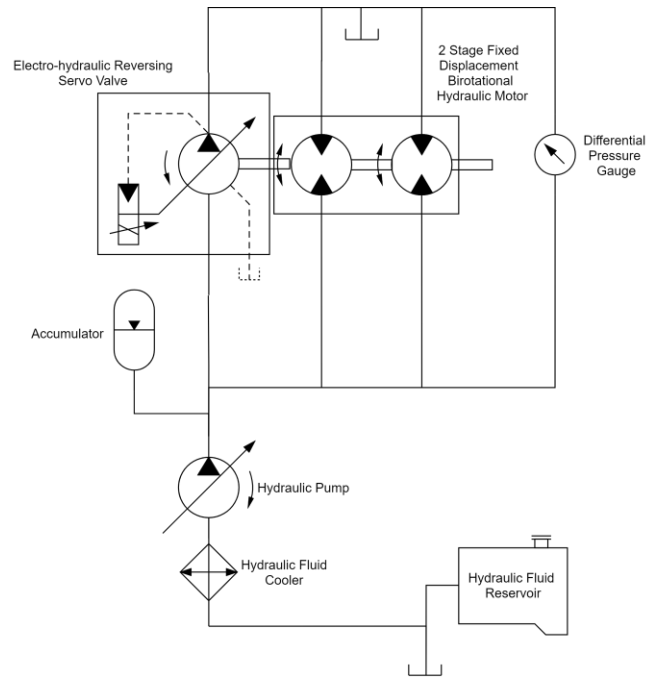 Electro-hydraulic Reversing
Servo Valve
2 Stage Fixed
Displacement
Birotational
Hydraulic Motor
Differential
Pressure
Gauge
Accumulator
Hydraulic Pump
Hydraulic Fluid
Cooler
Hydraulic Fluid
Reservoir